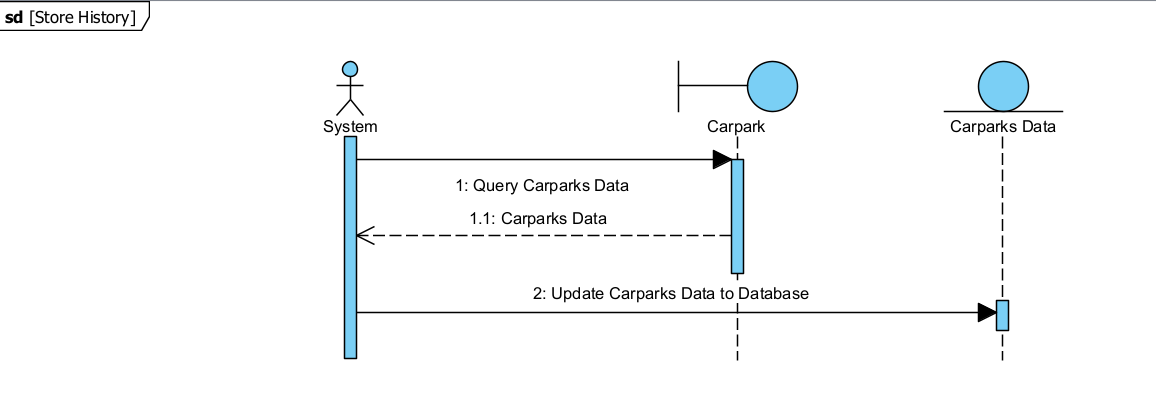 sd [Store History]
System
Carpark
Carparks Data
1: Query Carparks Data
1.1: Carparks Data
2: Update Carparks Data to Database